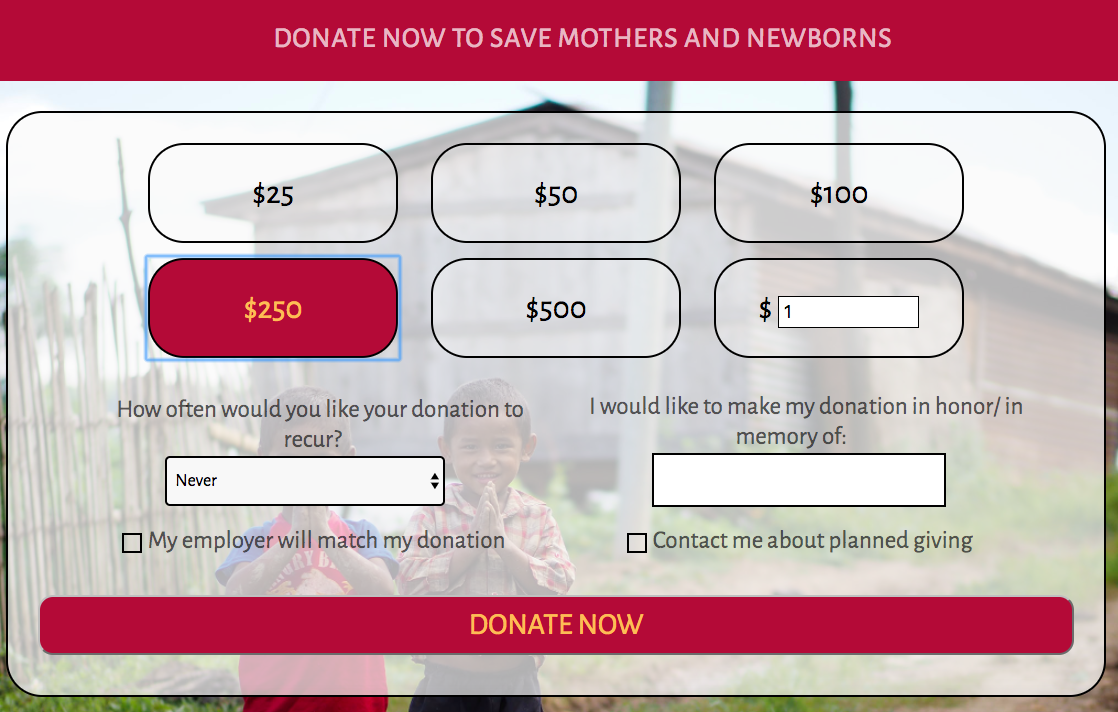 DONATE NOW TO SAVE MOTHERS AND NEWBORNS
$25
$50
$100
$250
$500
$ 1
How often would you like your donation to
recur?
Never
I would like to make my donation in honor/ in
memory of:
My employer will match my donation
Contact me about planned giving
DONATE NOW